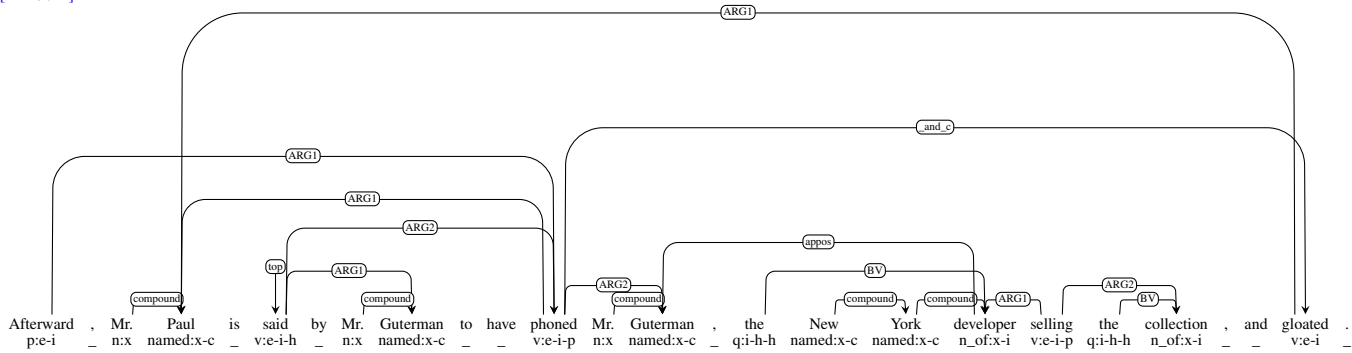 ARG1
_and_c
ARG1
ARG1
ARG2
appos
top ARG1 BV
compound compound ARG2 compound compound compound ARG1 ARG2 BV
Afterward , Mr. Paul is said by Mr. Guterman to have phoned Mr. Guterman , the New York developer selling the collection , and gloated .
p:e-i _ n:x named:x-c _ v:e-i-h _ n:x named:x-c _ _ v:e-i-p n:x named:x-c _ q:i-h-h named:x-c named:x-c n_of:x-i v:e-i-p q:i-h-h n_of:x-i _ _ v:e-i _